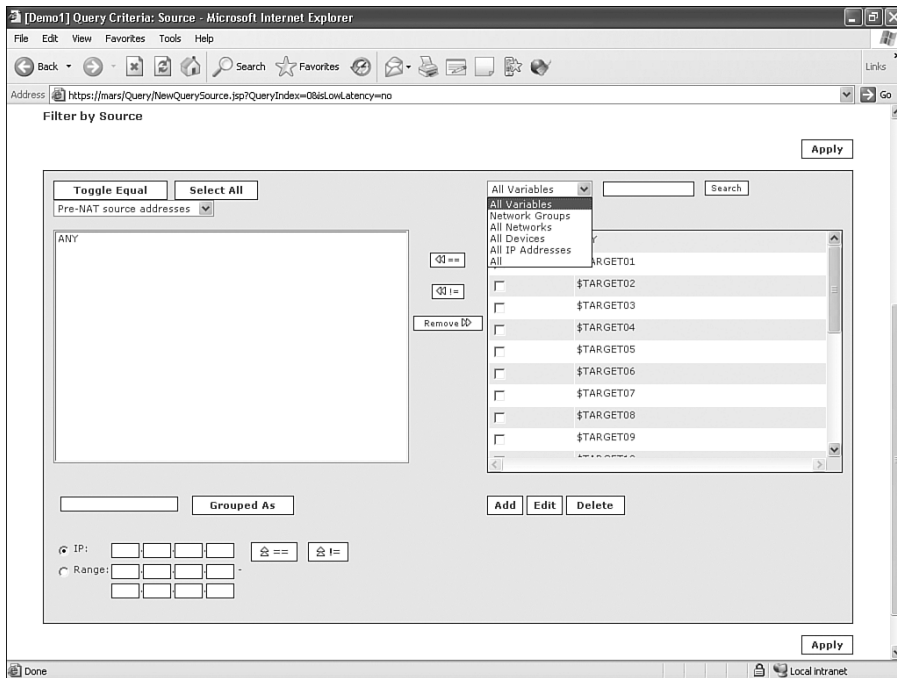 [Demo1] Query Criteria: Source - Microsoft Internet Explorer
File Edit View Favorites Tools Help
Back Search Favorites Links
Address https://mars/Query/NewQuerySource.jsp?QueryIndex=0&isLowLatency=no Go
Filter by Source
Apply
Toggle Equal Select All All Variables Search
Pre-NAT source addresses
All Variables
Network Groups
All Networks
All Devices
All IP Addresses
All
ANY
== $TARGET01
!= $TARGET02
$TARGET03
Remove $TARGET04
$TARGET05
$TARGET06
$TARGET07
$TARGET08
$TARGET09
Grouped As Add Edit Delete
IP: . . . == !=
Range: . . . -
. . .
Apply
Done Local intranet